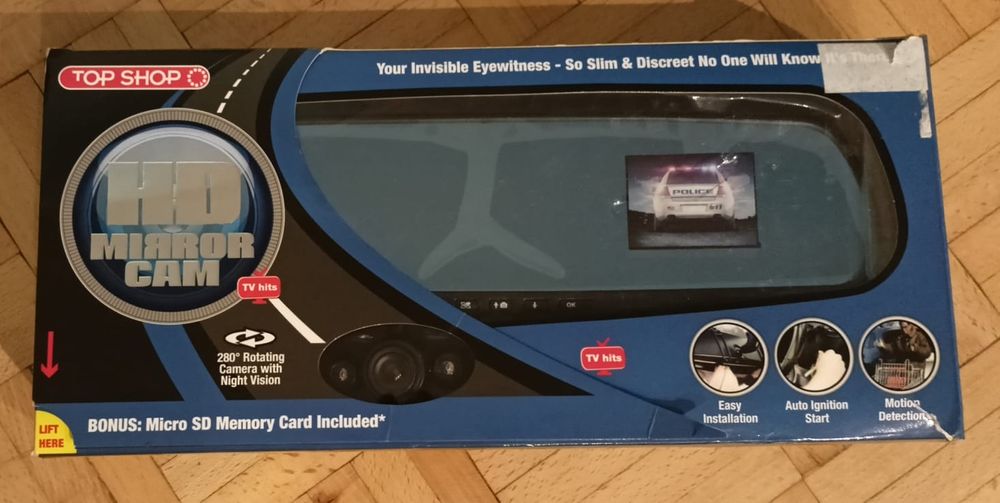 TOP SHOP
Your Invisible Eyewitness - So Slim & Discreet No One Will Know It's There
HD
MIRROR
CAM
TV hits
POLICE
OK
280° Rotating
Camera with
Night Vision
TV hits
Easy
Installation
Auto Ignition
Start
Motion
Detection
LIFT
HERE
BONUS: Micro SD Memory Card Included*